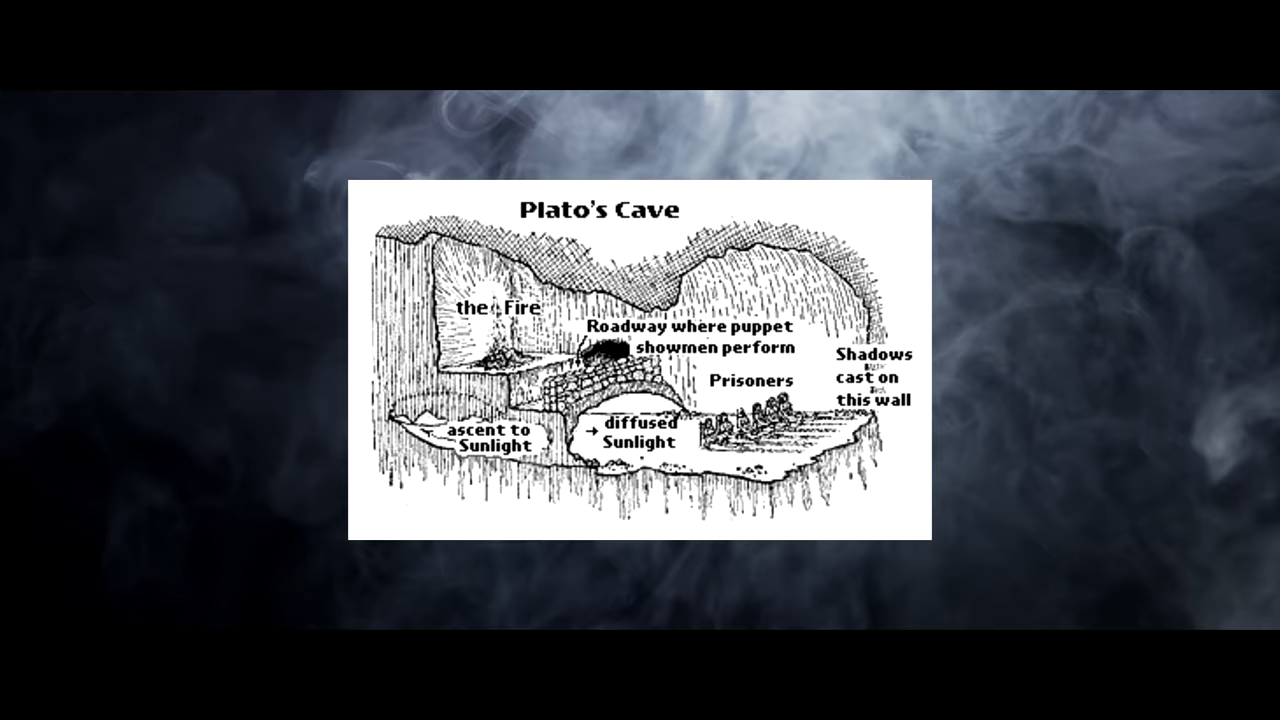 Plato's Cave
the Fire
Roadway where puppet
showmen perform
Shadows
cast on
this wall
Prisoners
ascent to
Sunlight
diffused
Sunlight